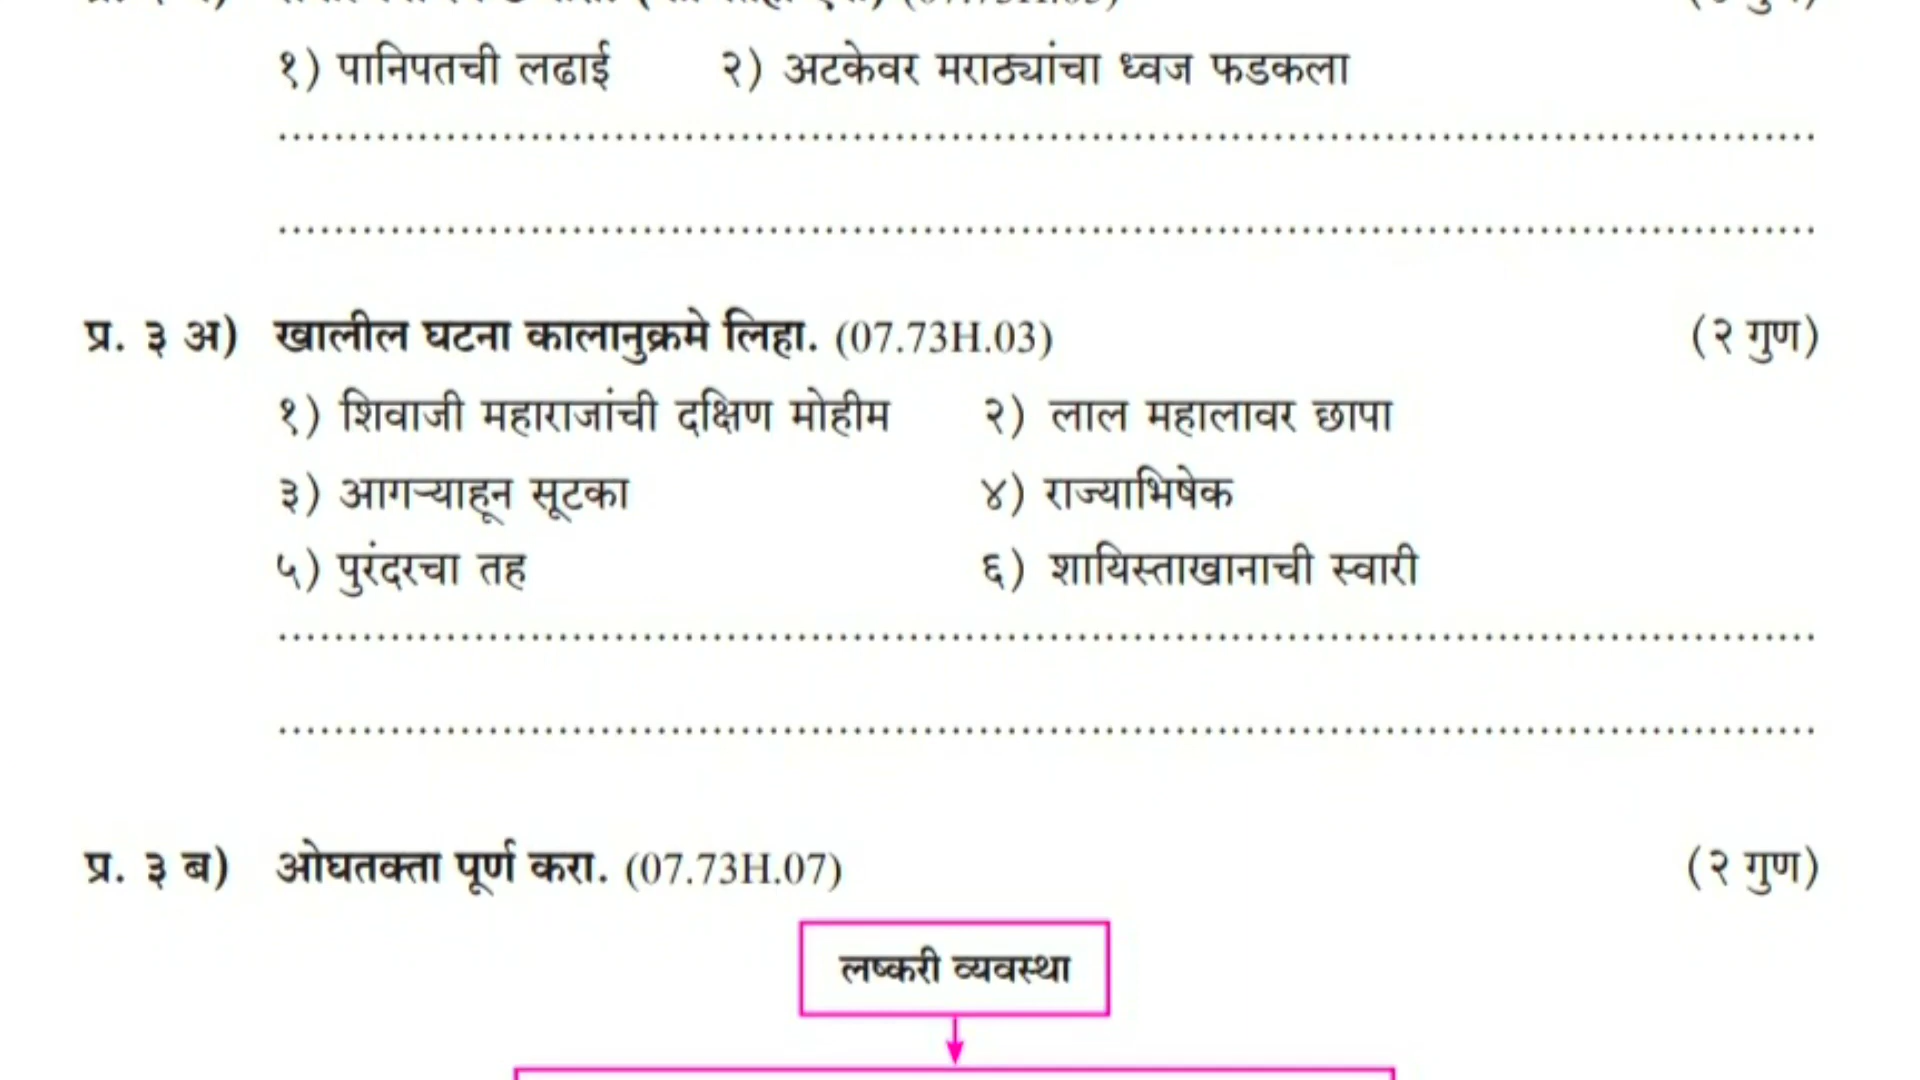 १) पानिपतची लढाई २) अटकेवर मराठ्यांचा ध्वज फडकला
प्र. ३ अ) खालील घटना कालानुक्रमे लिहा. (07.73H.03) (२ गुण)
१) शिवाजी महाराजांची दक्षिण मोहीम २) लाल महालावर छापा
३) आगऱ्याहून सूटका ४) राज्याभिषेक
५) पुरंदरचा तह ६) शायिस्ताखानाची स्वारी
प्र. ३ ब) ओघतक्ता पूर्ण करा. (07.73H.07) (२ गुण)
लष्करी व्यवस्था